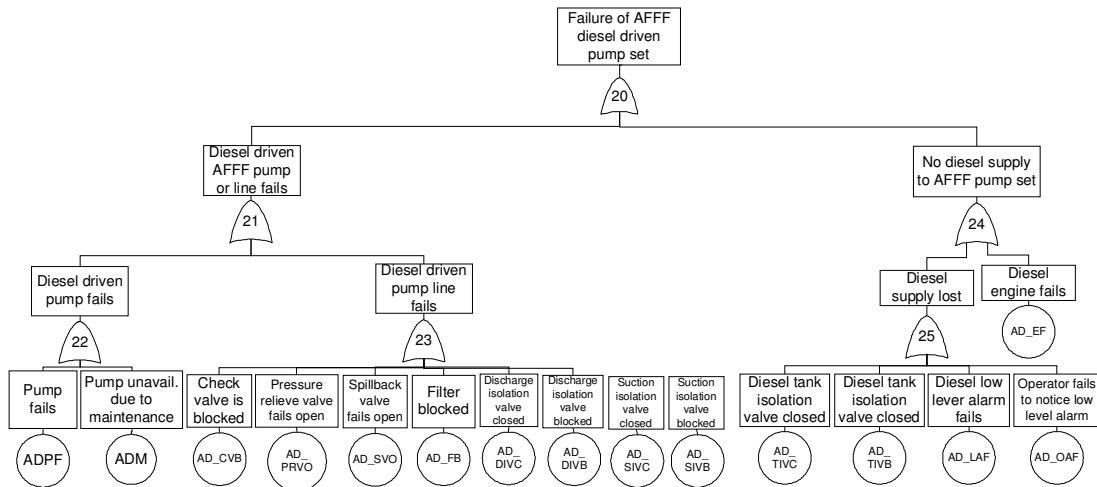 Failure of AFFF
diesel driven
pump set
20
Diesel driven
AFFF pump
or line fails
No diesel supply
to AFFF pump set
21
24
Diesel driven
pump fails
Diesel driven
pump line
fails
Diesel
supply lost
Diesel
engine fails
22
23
25
AD_EF
Pump
fails
Pump unavail.
due to
maintenance
Check
valve is
blocked
Pressure
relieve valve
fails open
Spillback
valve
fails open
Filter
blocked
Discharge
isolation
valve
closed
Discharge
isolation
valve
blocked
Suction
isolation
valve
closed
Suction
isolation
valve
blocked
Diesel tank
isolation
valve closed
Diesel tank
isolation
valve closed
Diesel low
lever alarm
fails
Operator fails
to notice low
level alarm
ADPF
ADM
AD_CVB
AD_
PRVO
AD_SVO
AD_FB
AD_
DIVC
AD_
DIVB
AD_
SIVC
AD_
SIVB
AD_
TIVC
AD_
TIVB
AD_LAF
AD_OAF